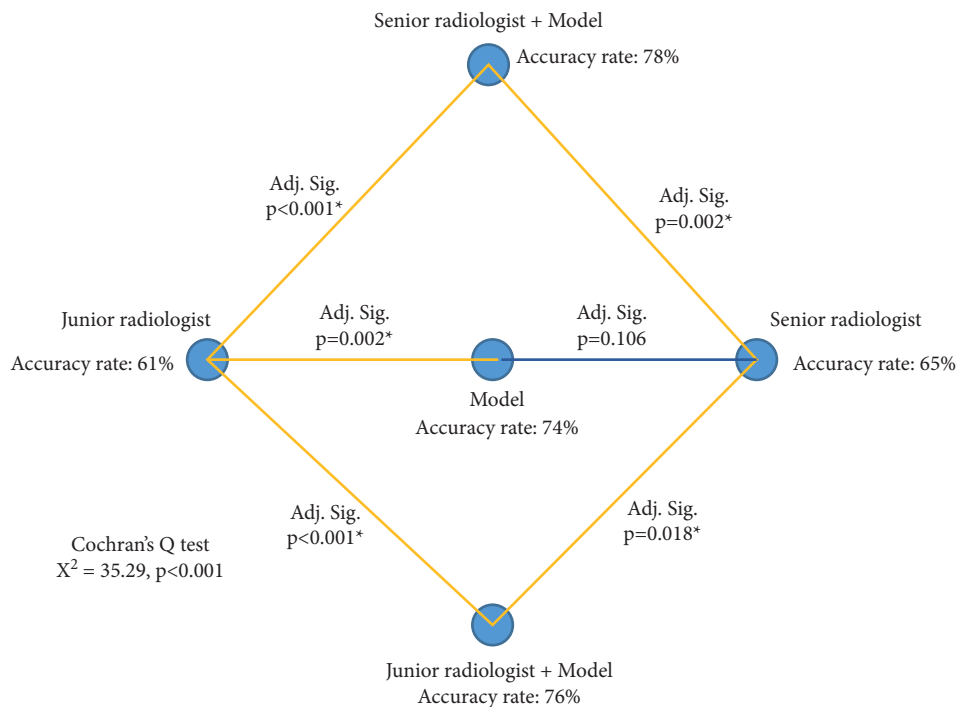 Senior radiologist + Model
Accuracy rate: 78%
Adj. Sig.
p<0.001*
Adj. Sig.
p=0.002*
Junior radiologist
Accuracy rate: 61%
Adj. Sig.
p=0.002*
Adj. Sig.
p=0.106
Senior radiologist
Accuracy rate: 65%
Model
Accuracy rate: 74%
Adj. Sig.
p<0.001*
Adj. Sig.
p=0.018*
Cochran’s Q test
X² = 35.29, p<0.001
Junior radiologist + Model
Accuracy rate: 76%